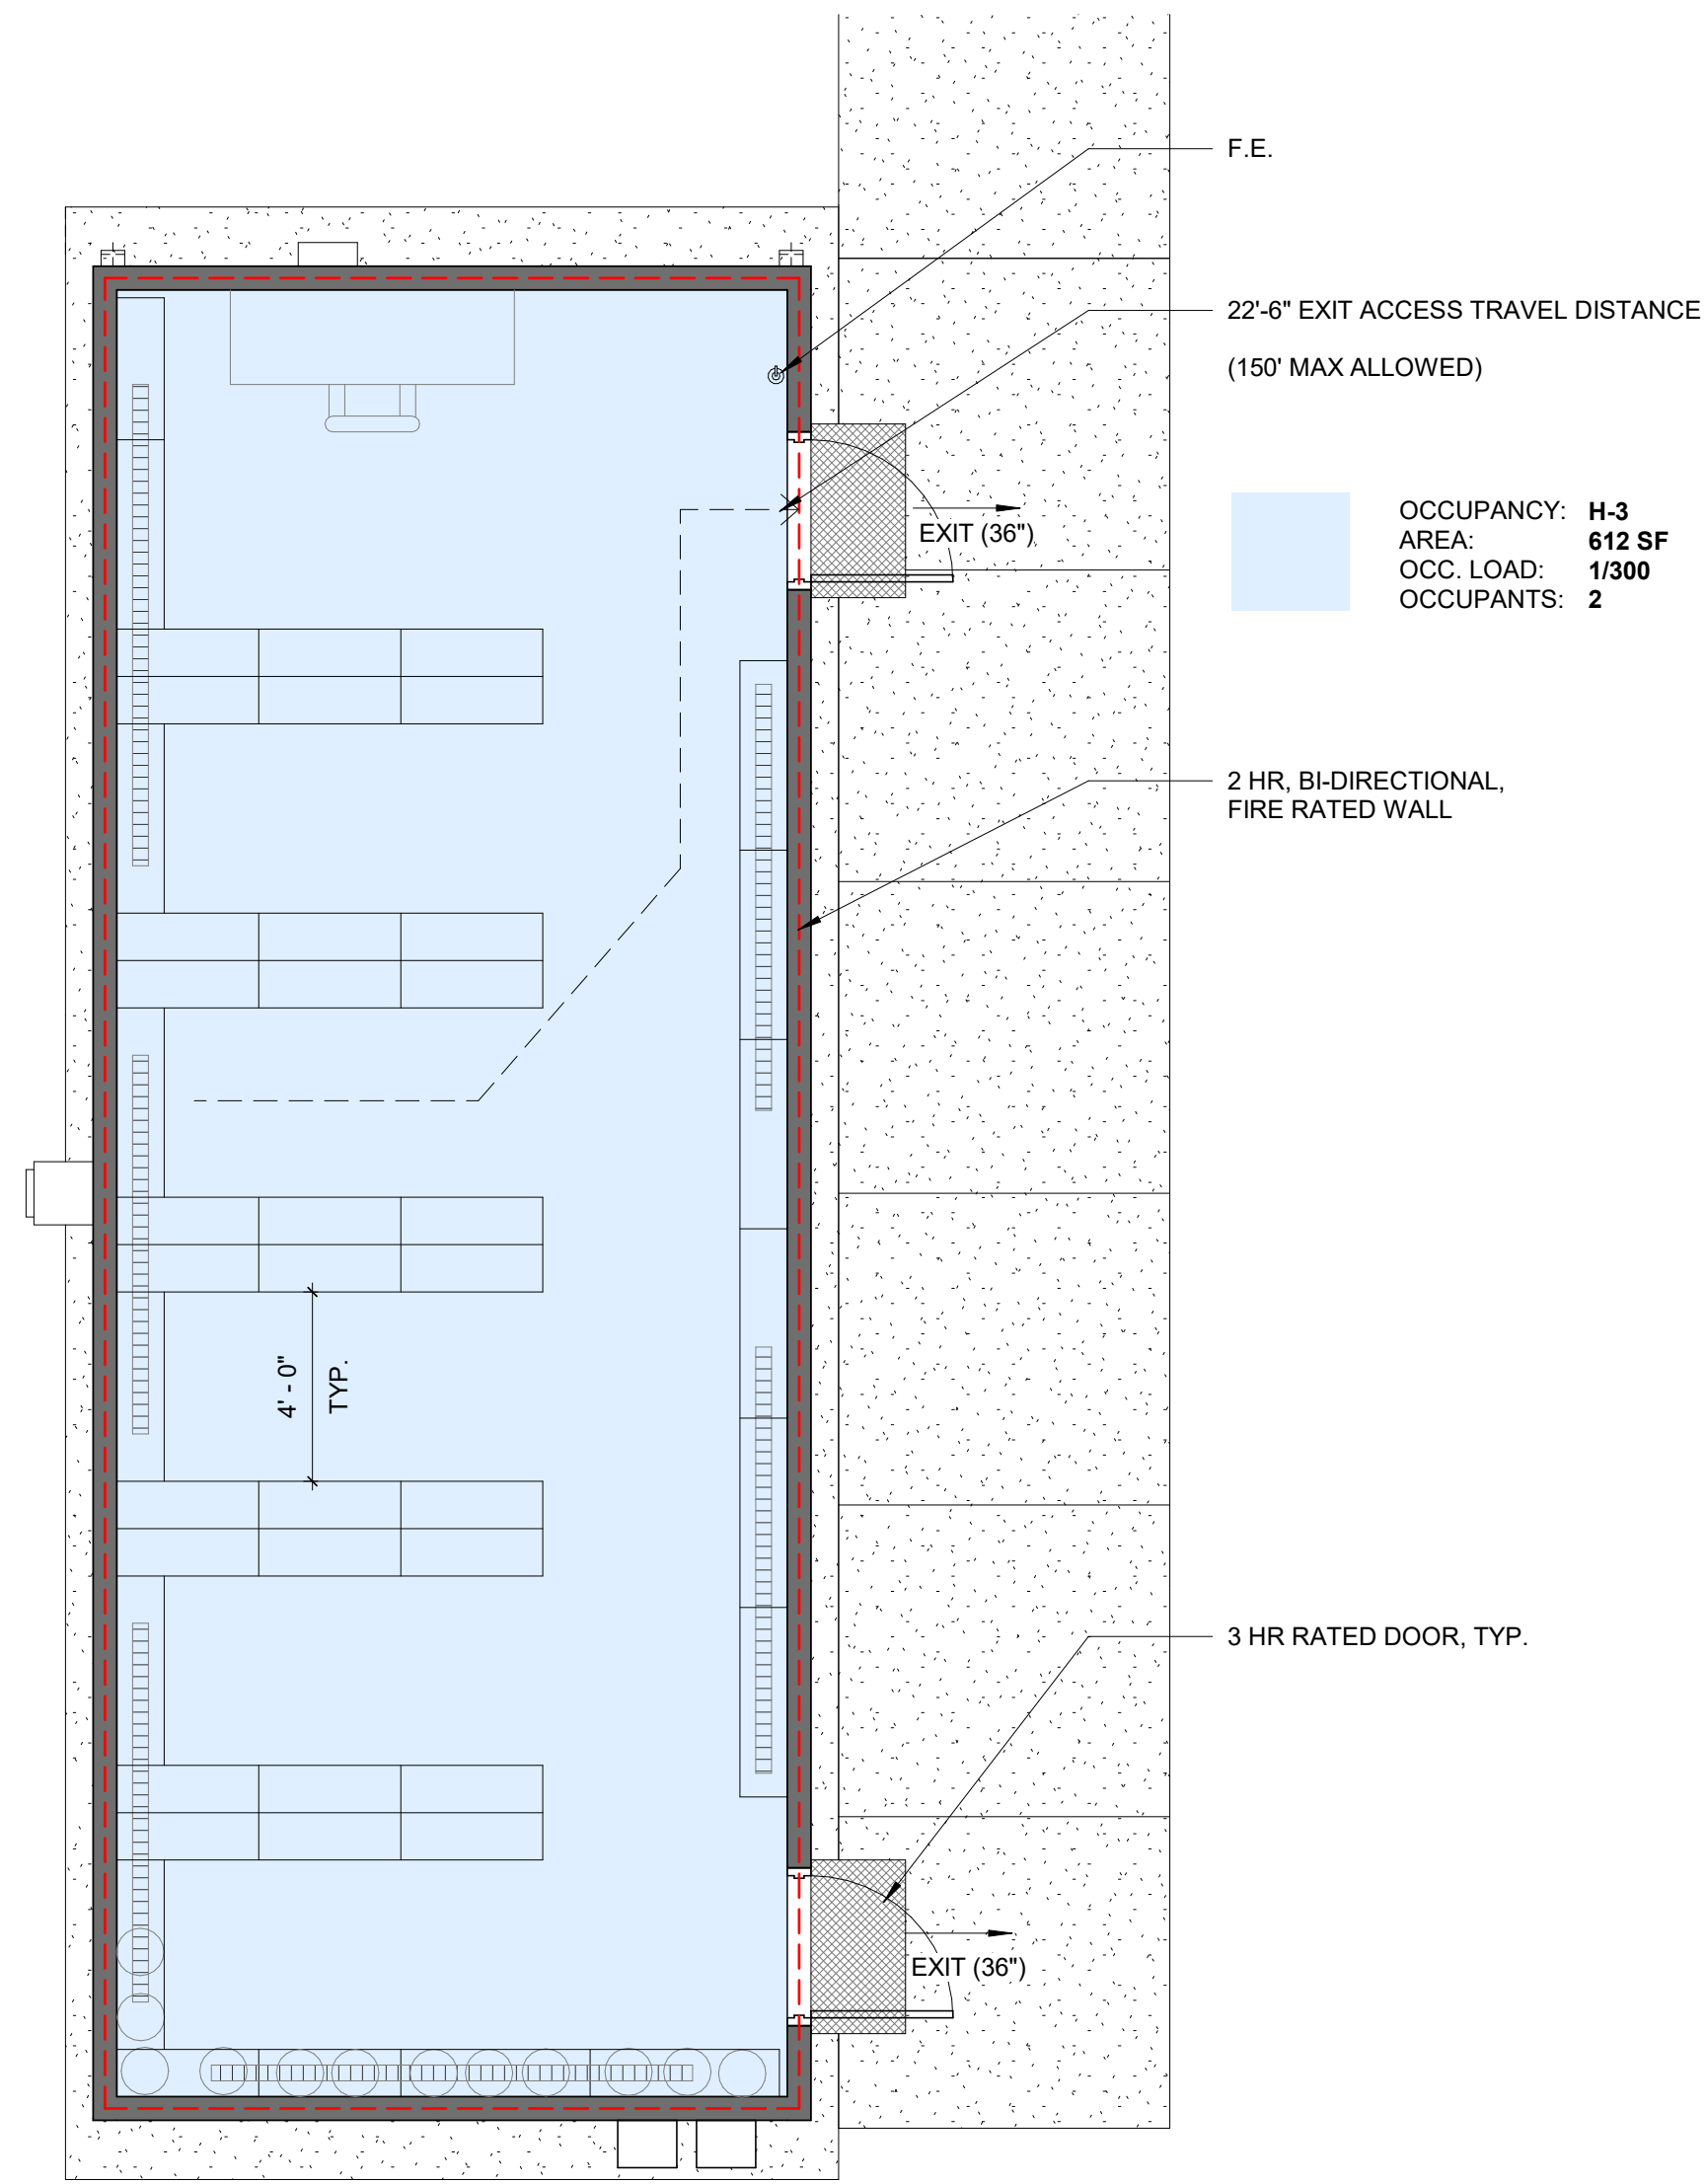 F.E.
22'-6" EXIT ACCESS TRAVEL DISTANCE
(150' MAX ALLOWED)
EXIT (36")
OCCUPANCY: H-3
AREA: 612 SF
OCC. LOAD: 1/300
OCCUPANTS: 2
2 HR, BI-DIRECTIONAL,
FIRE RATED WALL
4' - 0"
TYP.
3 HR RATED DOOR, TYP.
EXIT (36")